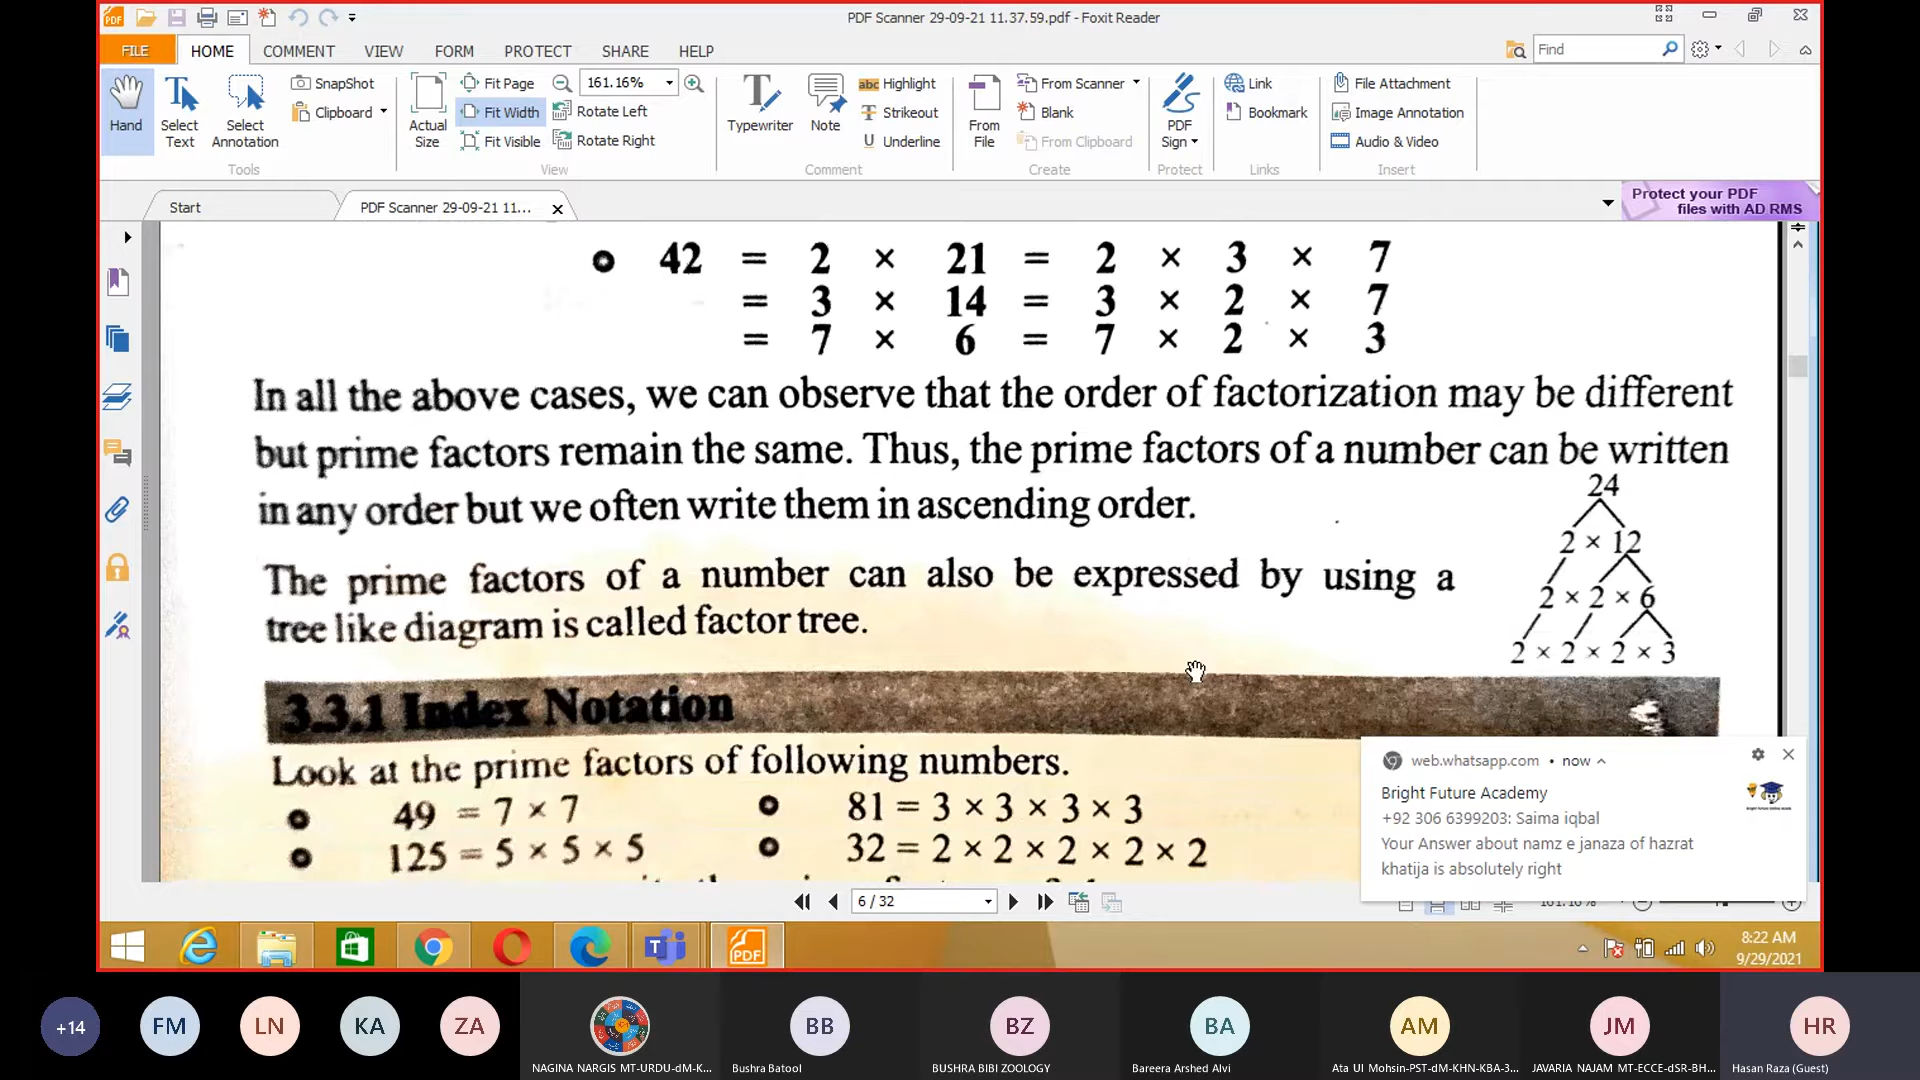 PDF Scanner 29-09-21 11.37.59.pdf - Foxit Reader
FILE HOME COMMENT VIEW FORM PROTECT SHARE HELP
Find
Hand
Select Text
Select Annotation
SnapShot
Clipboard
Tools
Actual Size
Fit Page
Fit Width
Fit Visible
161.16%
Rotate Left
Rotate Right
View
Typewriter
Note
Highlight
Strikeout
Underline
Comment
From File
From Scanner
Blank
From Clipboard
Create
PDF Sign
Protect
Link
Bookmark
Links
File Attachment
Image Annotation
Audio & Video
Insert
Start
PDF Scanner 29-09-21 11...
Protect your PDF
files with AD RMS
42 = 2 × 21 = 2 × 3 × 7
= 3 × 14 = 3 × 2 × 7
= 7 × 6 = 7 × 2 × 3
In all the above cases, we can observe that the order of factorization may be different
but prime factors remain the same. Thus, the prime factors of a number can be written
in any order but we often write them in ascending order.
24
2 × 12
2 × 2 × 6
2 × 2 × 2 × 3
The prime factors of a number can also be expressed by using a
tree like diagram is called factor tree.
3.3.1 Index Notation
Look at the prime factors of following numbers.
49 = 7 × 7
81 = 3 × 3 × 3 × 3
125 = 5 × 5 × 5
32 = 2 × 2 × 2 × 2 × 2
web.whatsapp.com • now
Bright Future Academy
+92 306 6399203: Saima iqbal
Your Answer about namz e janaza of hazrat
khatija is absolutely right
6 / 32
8:22 AM
9/29/2021
+14
FM
LN
KA
ZA
NAGINA NARGIS MT-URDU-dM-K...
BB
Bushra Batool
BZ
BUSHRA BIBI ZOOLOGY
BA
Bareera Arshed Alvi
AM
Ata Ul Mohsin-PST-dM-KHN-KBA-3...
JM
JAVARIA NAJAM MT-ECCE-dSR-BH...
HR
Hasan Raza (Guest)